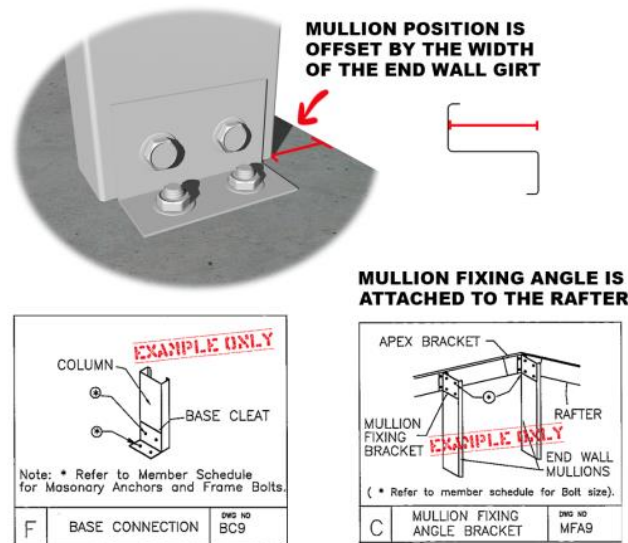 MULLION POSITION IS
OFFSET BY THE WIDTH
OF THE END WALL GIRT
MULLION FIXING ANGLE IS
ATTACHED TO THE RAFTER
EXAMPLE ONLY
COLUMN
BASE CLEAT
Note: * Refer to Member Schedule
for Masonary Anchors and Frame Bolts.
F
BASE CONNECTION
DWG NO
BC9
APEX BRACKET
RAFTER
MULLION
FIXING
BRACKET
EXAMPLE ONLY
END WALL
MULLIONS
( * Refer to member schedule for Bolt size).
C
MULLION FIXING
ANGLE BRACKET
DWG NO
MFA9